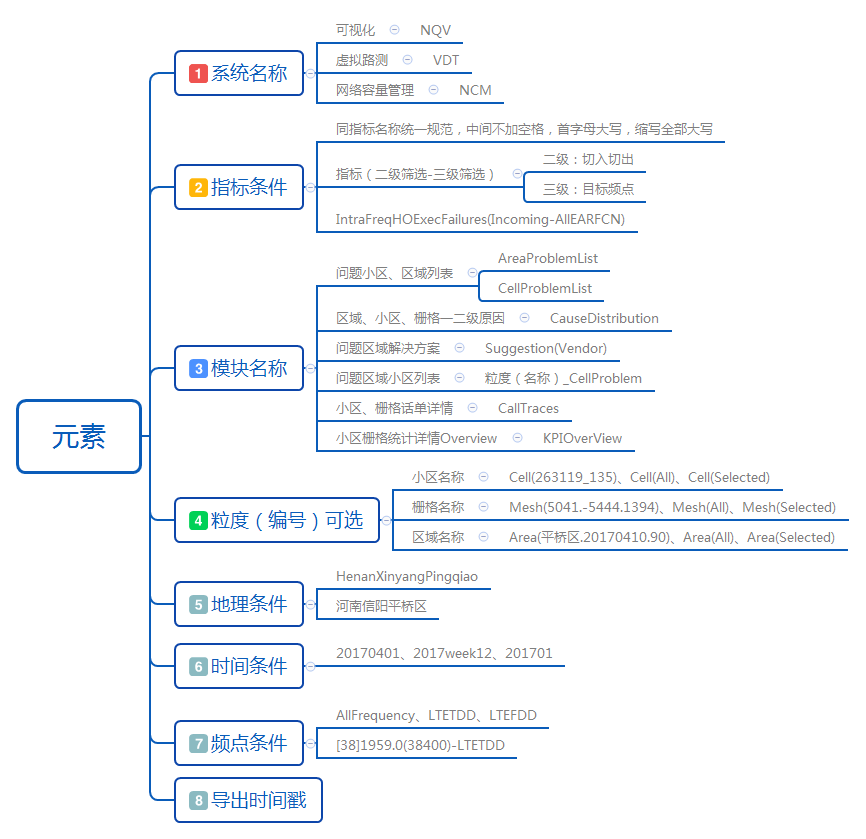 元素
1 系统名称
可视化 NQV
虚拟路测 VDT
网络容量管理 NCM
2 指标条件
同指标名称统一规范，中间不加空格，首字母大写，缩写全部大写
指标（二级筛选-三级筛选）
二级：切入切出
三级：目标频点
IntraFreqHOExecFailures(Incoming-AllEARFCN)
3 模块名称
问题小区、区域列表
AreaProblemList
CellProblemList
区域、小区、栅格一二级原因 CauseDistribution
问题区域解决方案 Suggestion(Vendor)
问题区域小区列表 粒度（名称）_CellProblem
小区、栅格话单详情 CallTraces
小区栅格统计详情Overview KPIOverView
4 粒度（编号）可选
小区名称 Cell(263119_135)、Cell(All)、Cell(Selected)
栅格名称 Mesh(5041.-5444.1394)、Mesh(All)、Mesh(Selected)
区域名称 Area(平桥区.20170410.90)、Area(All)、Area(Selected)
5 地理条件
HenanXinyangPingqiao
河南信阳平桥区
6 时间条件
20170401、2017week12、201701
7 频点条件
AllFrequency、LTETDD、LTEFDD
[38]1959.0(38400)-LTETDD
8 导出时间戳